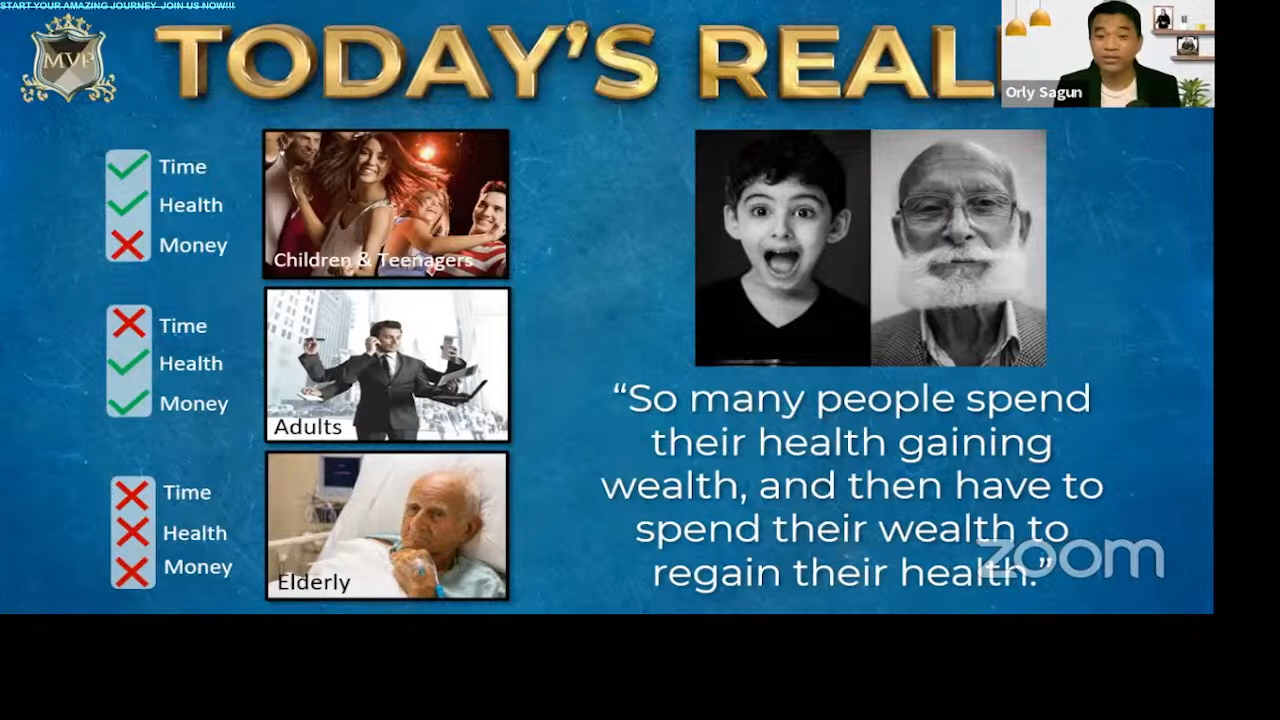 START YOUR AMAZING JOURNEY JOIN US NOW!!!
MVP
TODAY'S REAL
Orly Sagun
Time
Health
Money
Children & Teenagers
Time
Health
Money
Adults
Time
Health
Money
Elderly
“So many people spend
their health gaining
wealth, and then have to
spend their wealth to
regain their health.”
zoom